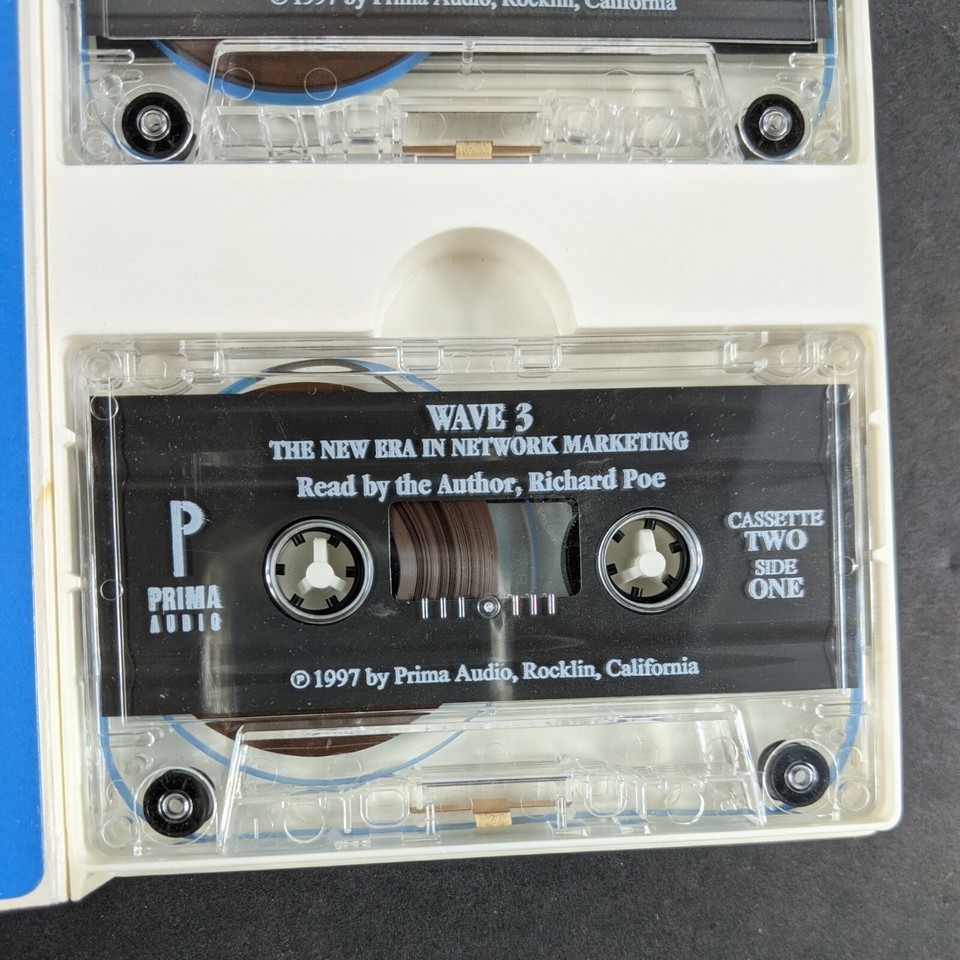 ℗1997 by Prima Audio, Rocklin, California
WAVE 3
THE NEW ERA IN NETWORK MARKETING
Read by the Author, Richard Poe
P
PRIMA
AUDIO
CASSETTE
TWO
SIDE
ONE
℗1997 by Prima Audio, Rocklin, California